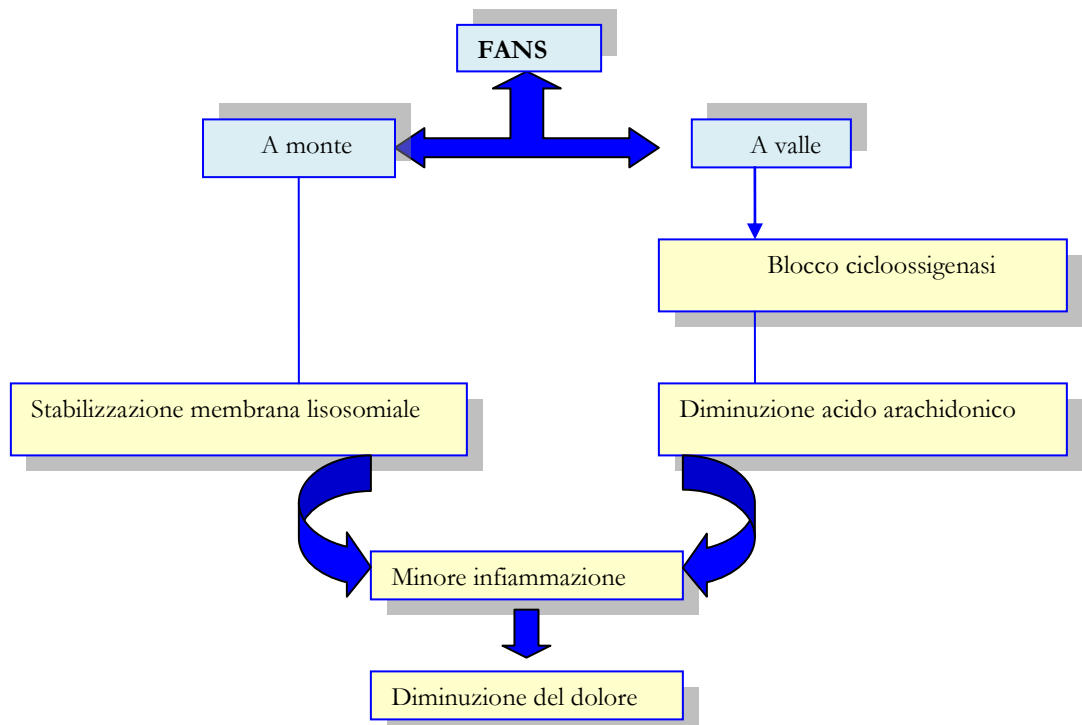 FANS
A monte
A valle
Blocco cicloossigenasi
Stabilizzazione membrana lisosomiale
Diminuzione acido arachidonico
Minore infiammazione
Diminuzione del dolore